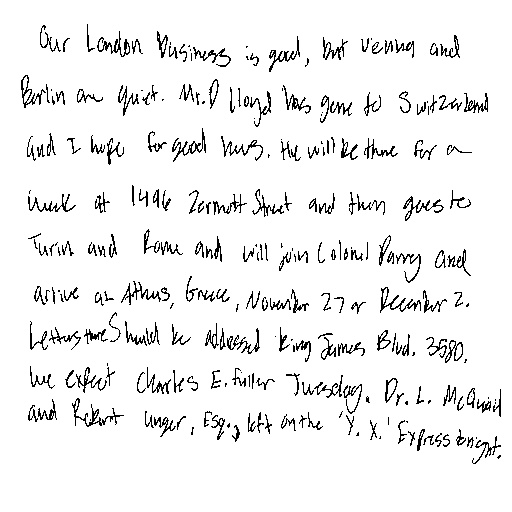 Our London business is good, but Vienna and
Berlin are quiet. Mr. D Lloyd has gone to Switzerland
and I hope for good news. He will be there for a
week at 1496 Zermott Street and then goes to
Turin and Rome and will join Colonel Parry and
arrive at Athens, Greece, November 27 or December 2.
Letters there Should be addressed King James Blvd. 3580.
We expect Charles E. Fuller Tuesday. Dr. L. McQuaid
and Robert Unger, Esq., left on the 'Y. X.' Express tonight.